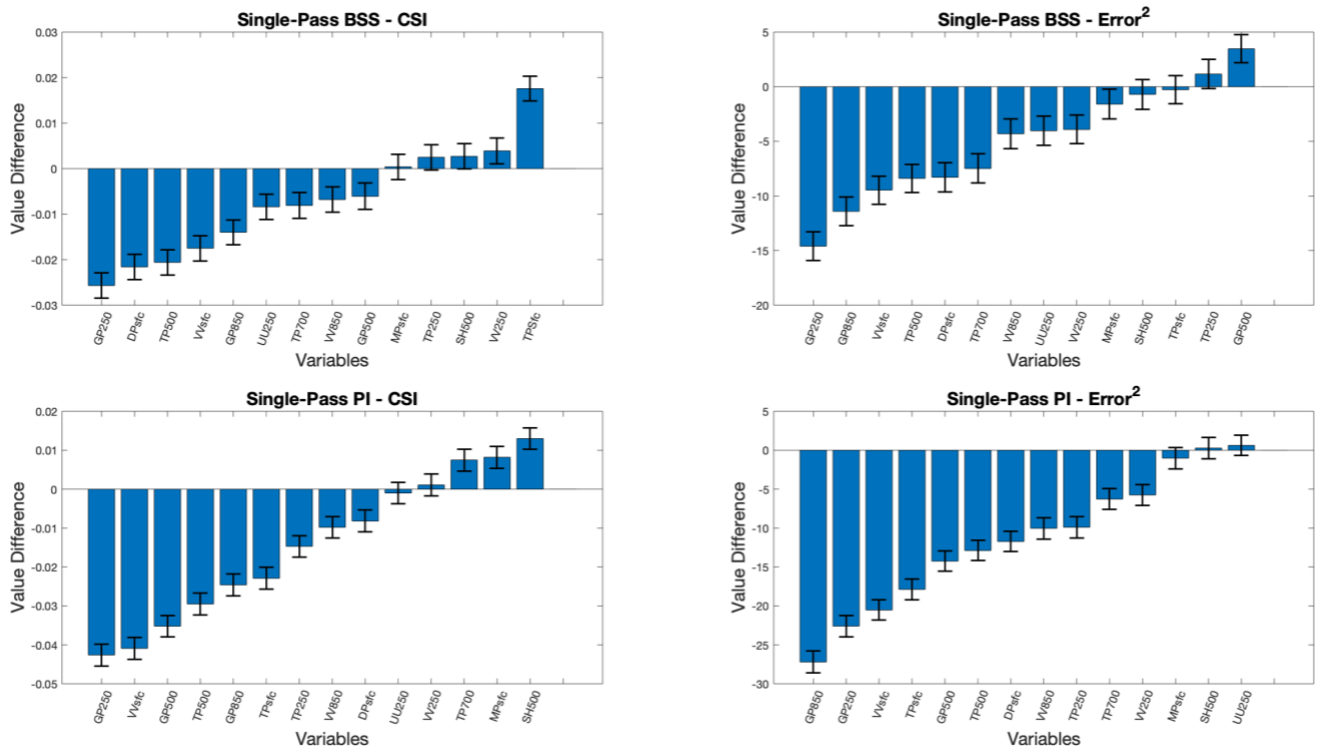 Single-Pass BSS - CSI
Value Difference
0.03
0.02
0.01
0
-0.01
-0.02
-0.03
GP250 DPsfc TP500 VVsfc GP850 UU250 TP700 VV850 GP500 MPsfc TP250 SH500 VV250 TPSfc
Variables
Single-Pass BSS - Error²
Value Difference
5
0
-5
-10
-15
-20
GP250 GP850 VVsfc TP500 DPsfc TP700 VV850 UU250 VV250 MPsfc SH500 TPsfc TP250 GP500
Variables
Single-Pass PI - CSI
Value Difference
0.02
0.01
0
-0.01
-0.02
-0.03
-0.04
-0.05
GP250 VVsfc GP500 TP500 GP850 TPsfc TP250 VV850 DPsfc UU250 VV250 TP700 MPsfc SH500
Variables
Single-Pass PI - Error²
Value Difference
5
0
-5
-10
-15
-20
-25
-30
GP850 GP250 VVsfc TPsfc GP500 TP500 DPsfc VV850 TP250 TP700 VV250 MPsfc SH500 UU250
Variables